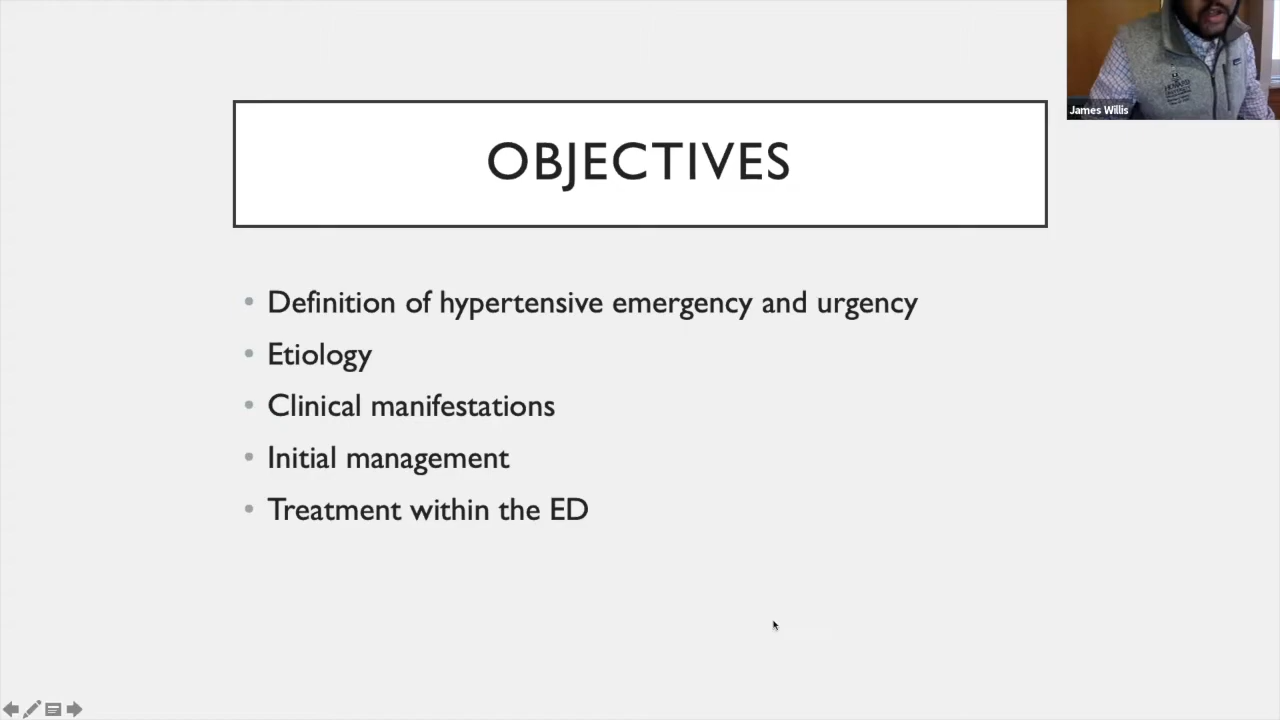 OBJECTIVES
James Willis
Definition of hypertensive emergency and urgency
Etiology
Clinical manifestations
Initial management
Treatment within the ED